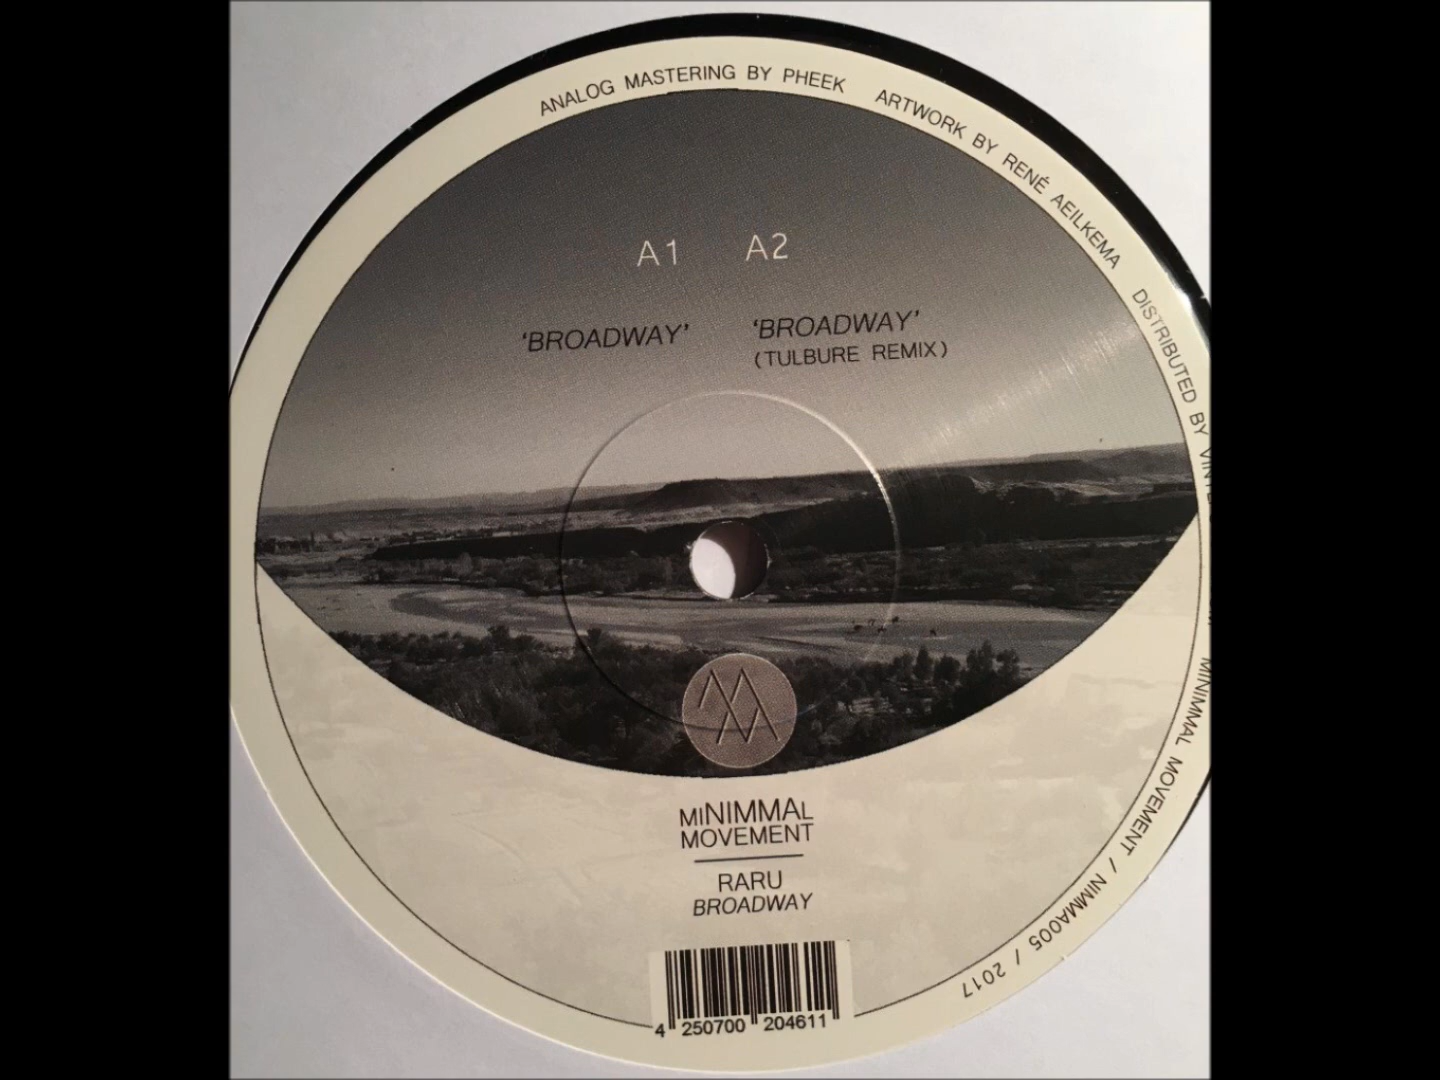 ANALOG MASTERING BY PHEEK ARTWORK BY RENÉ AEILKEMA DISTRIBUTED BY
MINIMMAL MOVEMENT / NIMMA005 / 2017
A1 A2
'BROADWAY' 'BROADWAY'
(TULBURE REMIX)
MINIMMAL
MOVEMENT
RARU
BROADWAY
4 250700 204611